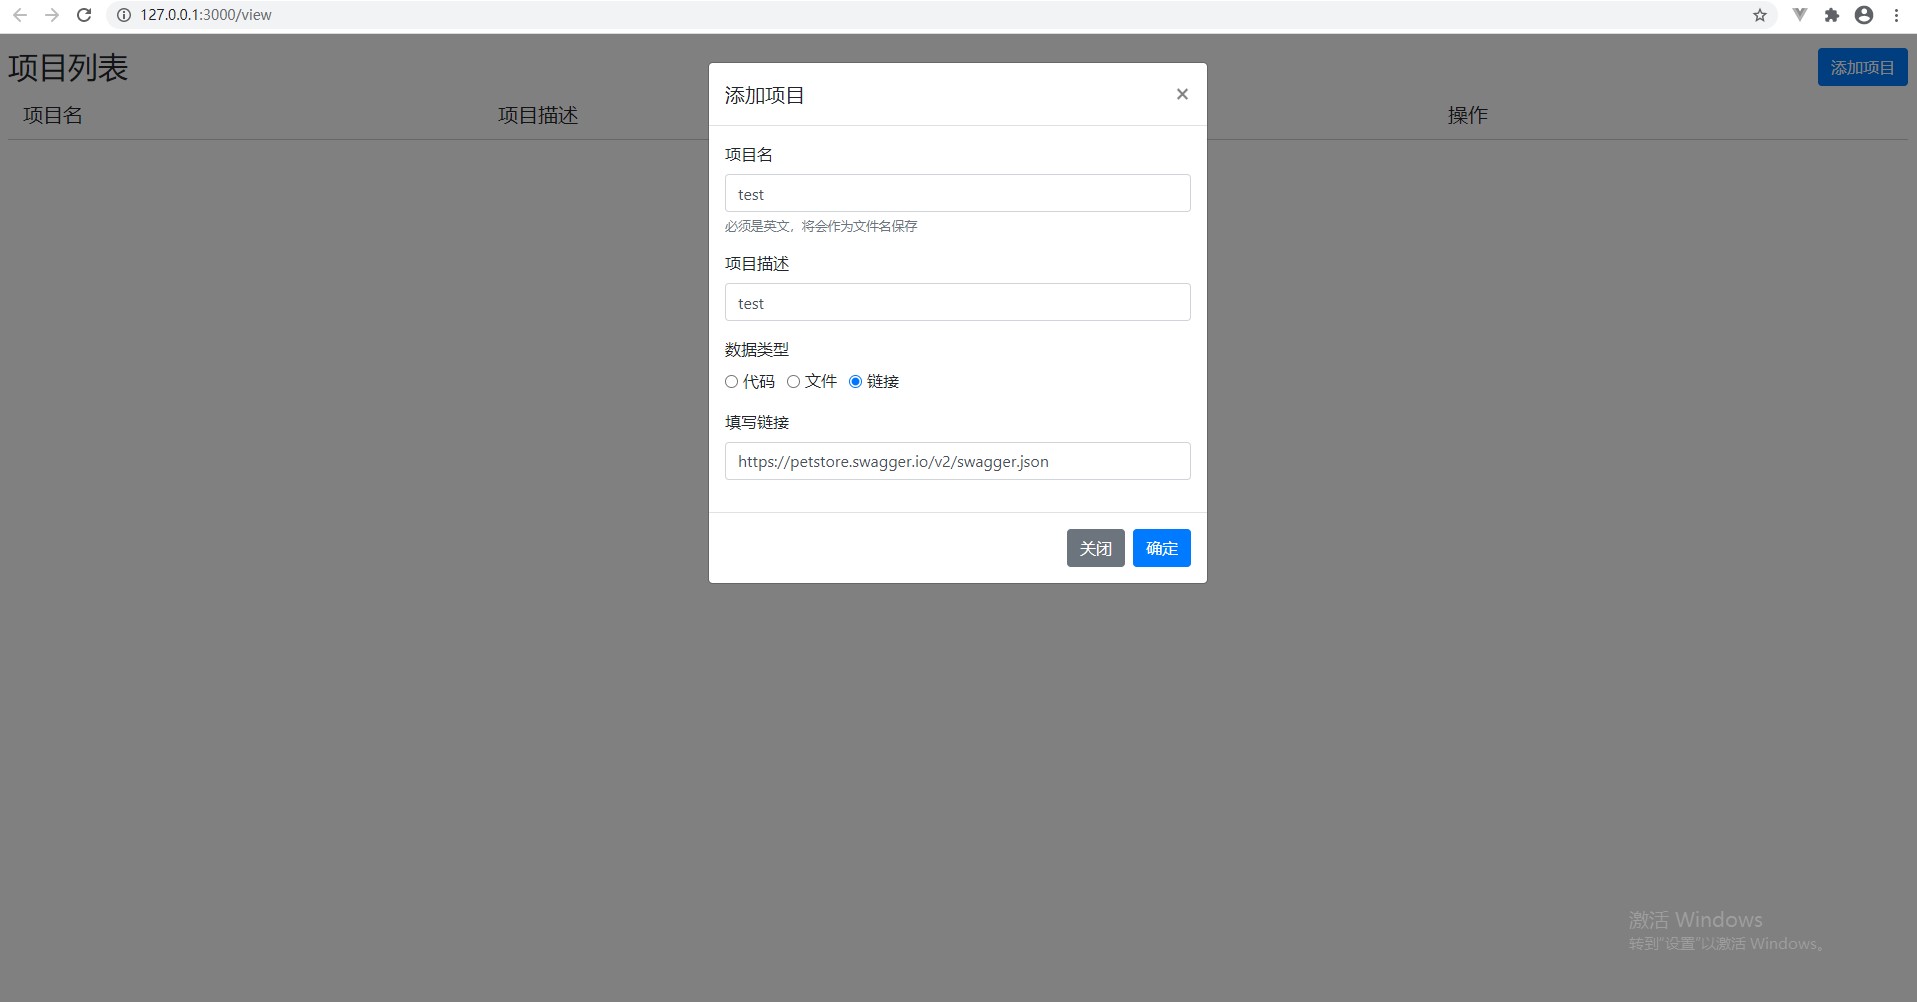 127.0.0.1:3000/view
项目列表
添加项目
项目名
项目描述
操作
添加项目
×
项目名
test
必须是英文，将会作为文件名保存
项目描述
test
数据类型
代码 文件 链接
填写链接
https://petstore.swagger.io/v2/swagger.json
关闭 确定
激活 Windows
转到"设置"以激活 Windows。